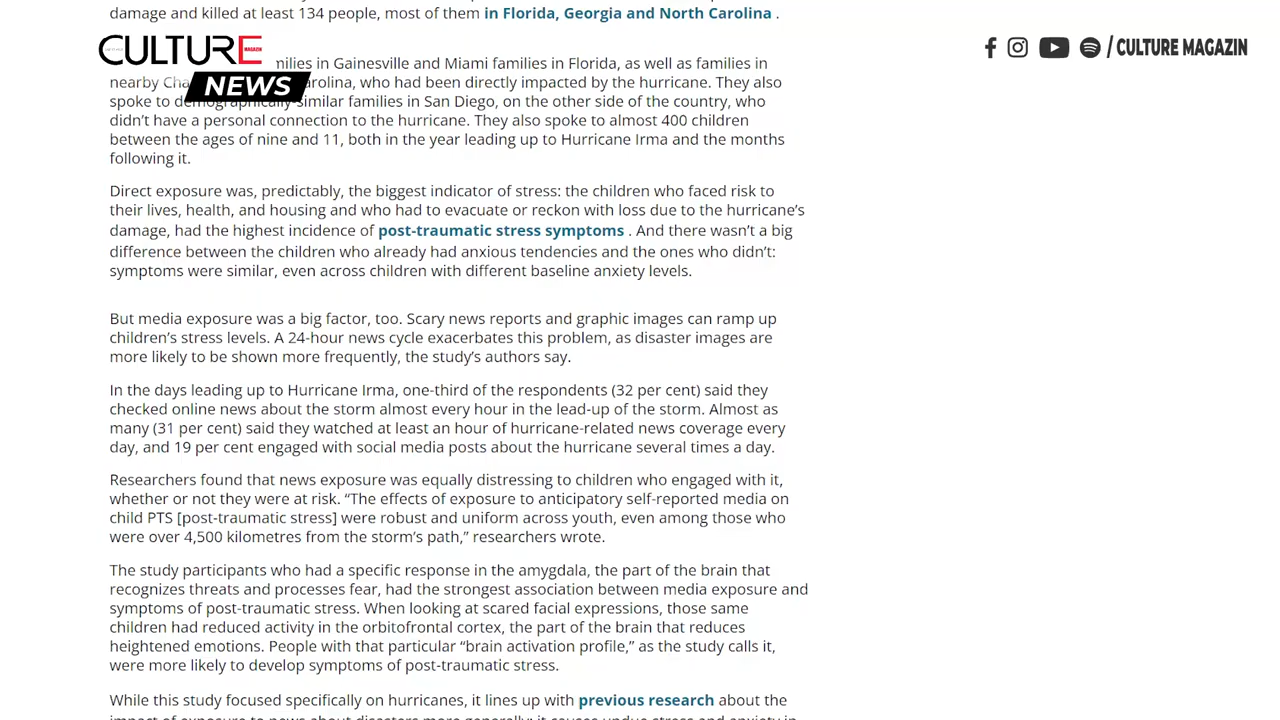 damage and killed at least 134 people, most of them in Florida, Georgia and North Carolina .
CULTURE
MAGAZIN
NEWS
/ CULTURE MAGAZIN
milies in Gainesville and Miami families in Florida, as well as families in
nearby Cha rolina, who had been directly impacted by the hurricane. They also
spoke to demographically-similar families in San Diego, on the other side of the country, who
didn't have a personal connection to the hurricane. They also spoke to almost 400 children
between the ages of nine and 11, both in the year leading up to Hurricane Irma and the months
following it.
Direct exposure was, predictably, the biggest indicator of stress: the children who faced risk to
their lives, health, and housing and who had to evacuate or reckon with loss due to the hurricane's
damage, had the highest incidence of post-traumatic stress symptoms . And there wasn't a big
difference between the children who already had anxious tendencies and the ones who didn't:
symptoms were similar, even across children with different baseline anxiety levels.
But media exposure was a big factor, too. Scary news reports and graphic images can ramp up
children's stress levels. A 24-hour news cycle exacerbates this problem, as disaster images are
more likely to be shown more frequently, the study's authors say.
In the days leading up to Hurricane Irma, one-third of the respondents (32 per cent) said they
checked online news about the storm almost every hour in the lead-up of the storm. Almost as
many (31 per cent) said they watched at least an hour of hurricane-related news coverage every
day, and 19 per cent engaged with social media posts about the hurricane several times a day.
Researchers found that news exposure was equally distressing to children who engaged with it,
whether or not they were at risk. “The effects of exposure to anticipatory self-reported media on
child PTS [post-traumatic stress] were robust and uniform across youth, even among those who
were over 4,500 kilometres from the storm's path,” researchers wrote.
The study participants who had a specific response in the amygdala, the part of the brain that
recognizes threats and processes fear, had the strongest association between media exposure and
symptoms of post-traumatic stress. When looking at scared facial expressions, those same
children had reduced activity in the orbitofrontal cortex, the part of the brain that reduces
heightened emotions. People with that particular “brain activation profile,” as the study calls it,
were more likely to develop symptoms of post-traumatic stress.
While this study focused specifically on hurricanes, it lines up with previous research about the
impact of exposure to news about disasters more generally: it causes undue stress and anxiety in